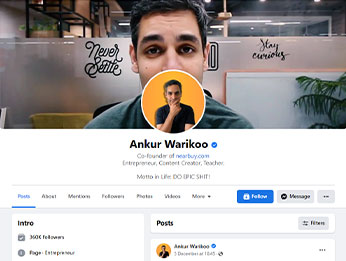 Never
Settle
Stay
curious
Ankur Warikoo
Co-Founder of nearbuy.com
Entrepreneur, Content Creator, Teacher.
Motto in Life: DO EPIC SHIT!
Posts About Mentions Followers Photos Videos More Follow Message
Intro
360K Followers
Page · Entrepreneur
Posts
Filters
Ankur Warikoo
5 December at 18:45